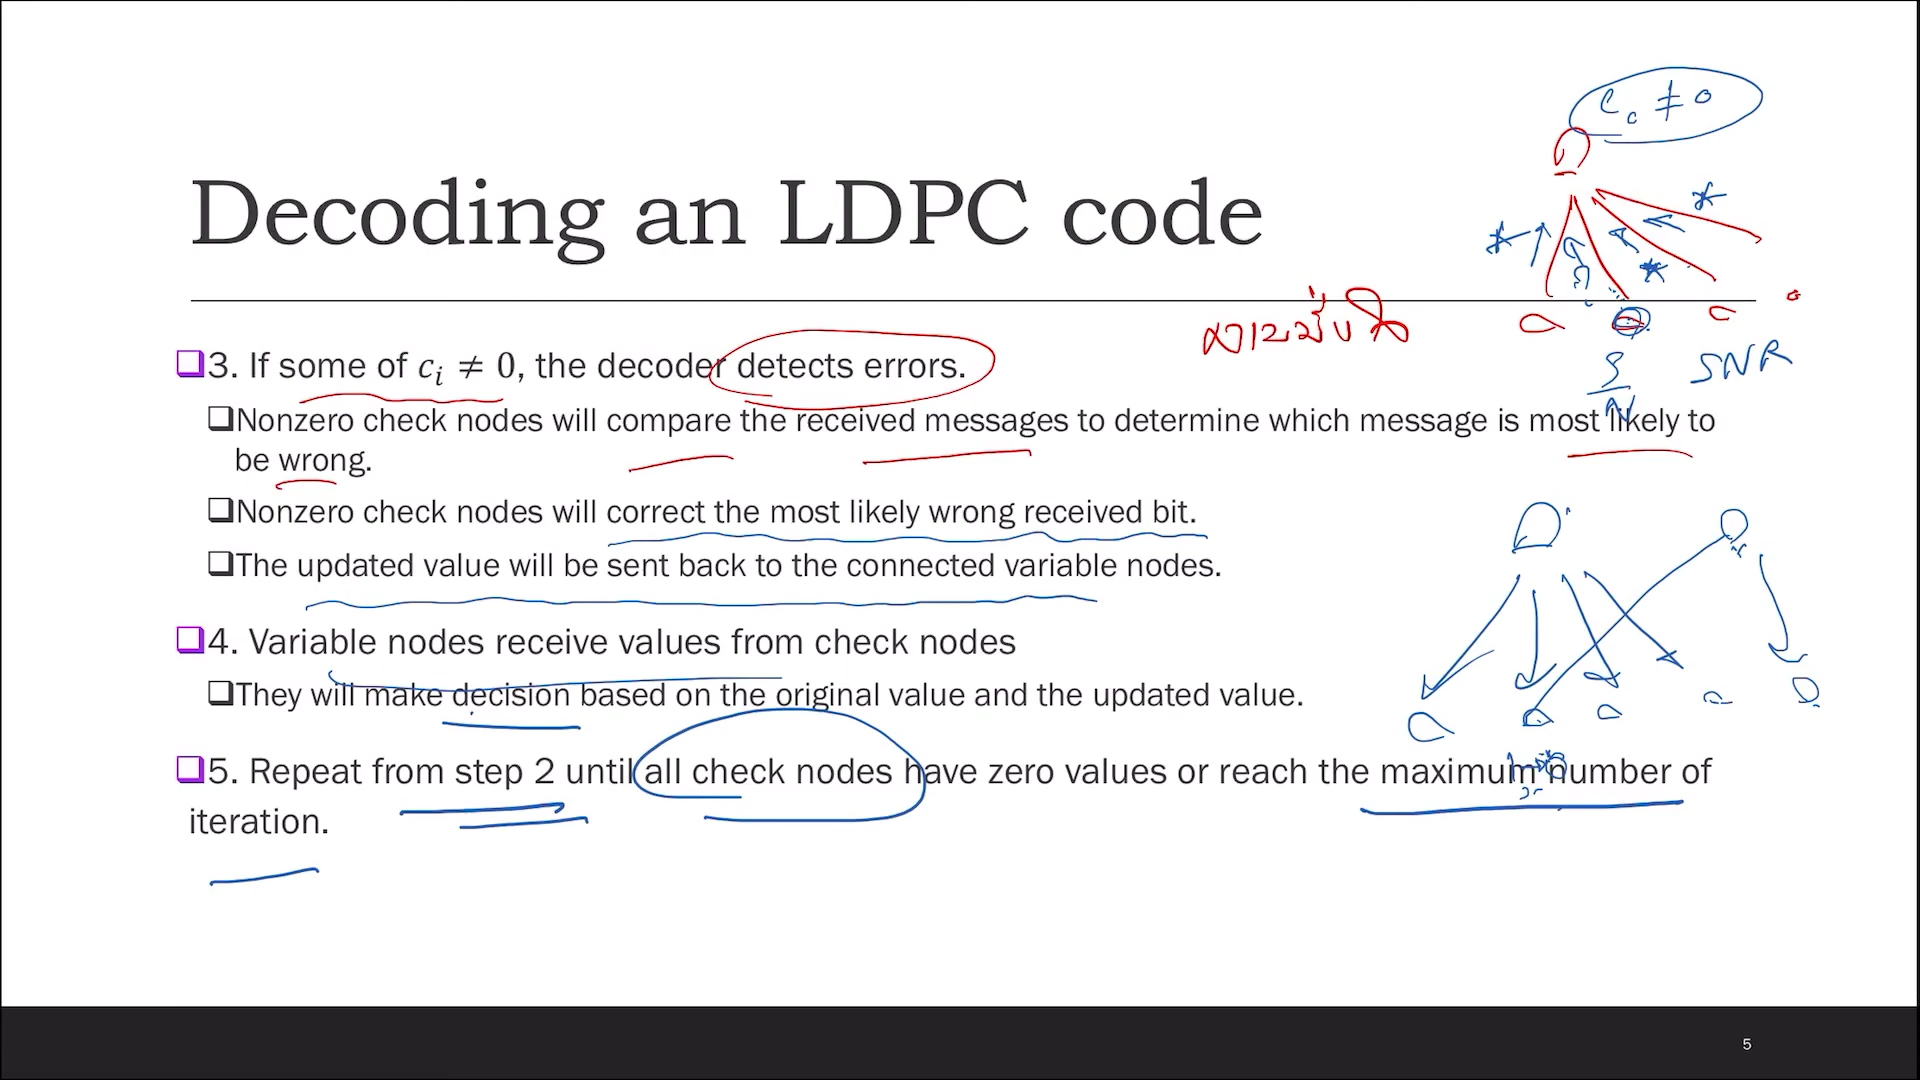 Decoding an LDPC code
C₀ ≠ 0
SNR
S/N
❑3. If some of cᵢ ≠ 0, the decoder detects errors.
❑Nonzero check nodes will compare the received messages to determine which message is most likely to
be wrong.
❑Nonzero check nodes will correct the most likely wrong received bit.
❑The updated value will be sent back to the connected variable nodes.
❑4. Variable nodes receive values from check nodes
❑They will make decision based on the original value and the updated value.
❑5. Repeat from step 2 until all check nodes have zero values or reach the maximum number of
iteration.
5